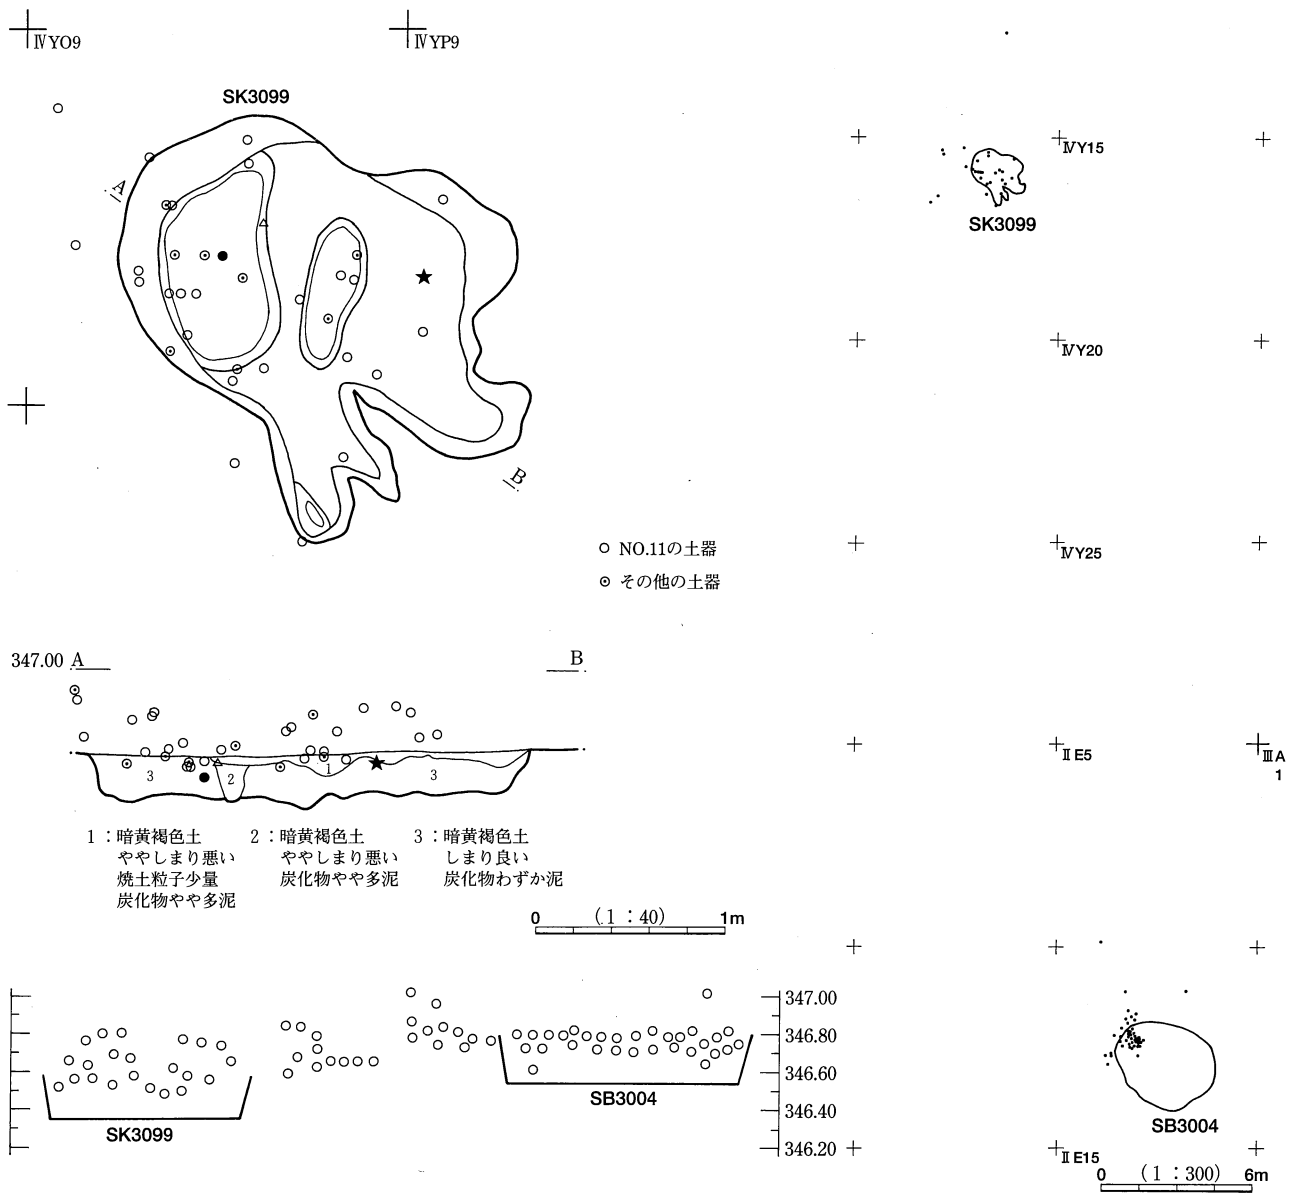 ⅣYO9
ⅣYP9
SK3099
A
B
NO.11の土器
その他の土器
ⅣY15
SK3099
ⅣY20
ⅣY25
347.00 A
B
3
2
1
3
1：暗黄褐色土
ややしまり悪い
焼土粒子少量
炭化物やや多泥
2：暗黄褐色土
ややしまり悪い
炭化物やや多泥
3：暗黄褐色土
しまり良い
炭化物わずか泥
0 (1：40) 1m
ⅡE5
ⅢA
1
SK3099
SB3004
347.00
346.80
346.60
346.40
346.20
SB3004
ⅡE15
0 (1：300) 6m